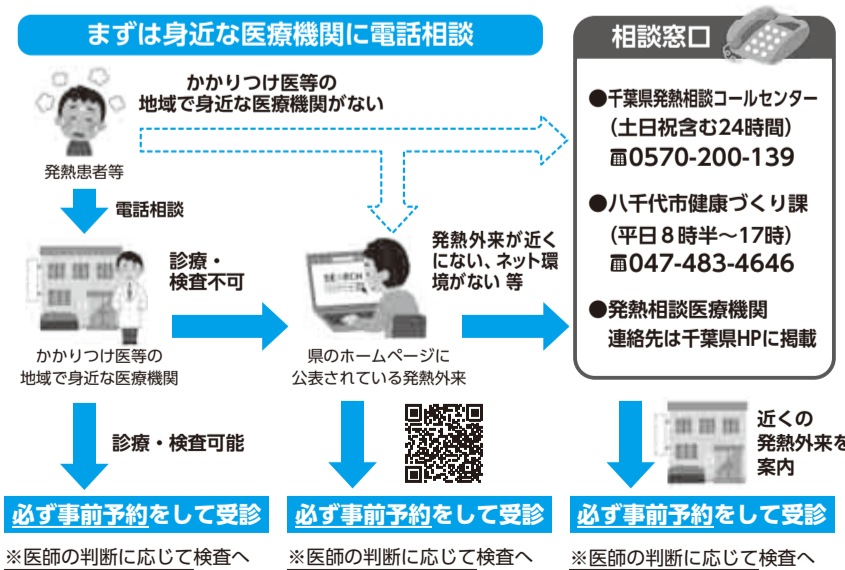 まずは身近な医療機関に電話相談
かかりつけ医等の
地域で身近な医療機関がない
発熱患者等
電話相談
診療・
検査不可
かかりつけ医等の
地域で身近な医療機関
SEARCH
県のホームページに
公表されている発熱外来
発熱外来が近く
にない、ネット環
境がない 等
相談窓口
●千葉県発熱相談コールセンター
(土日祝含む24時間)
0570-200-139
●八千代市健康づくり課
(平日8時半～17時)
047-483-4646
●発熱相談医療機関
連絡先は千葉県HPに掲載
診療・検査可能
近くの
発熱外来を
案内
必ず事前予約をして受診
※医師の判断に応じて検査へ
必ず事前予約をして受診
※医師の判断に応じて検査へ
必ず事前予約をして受診
※医師の判断に応じて検査へ